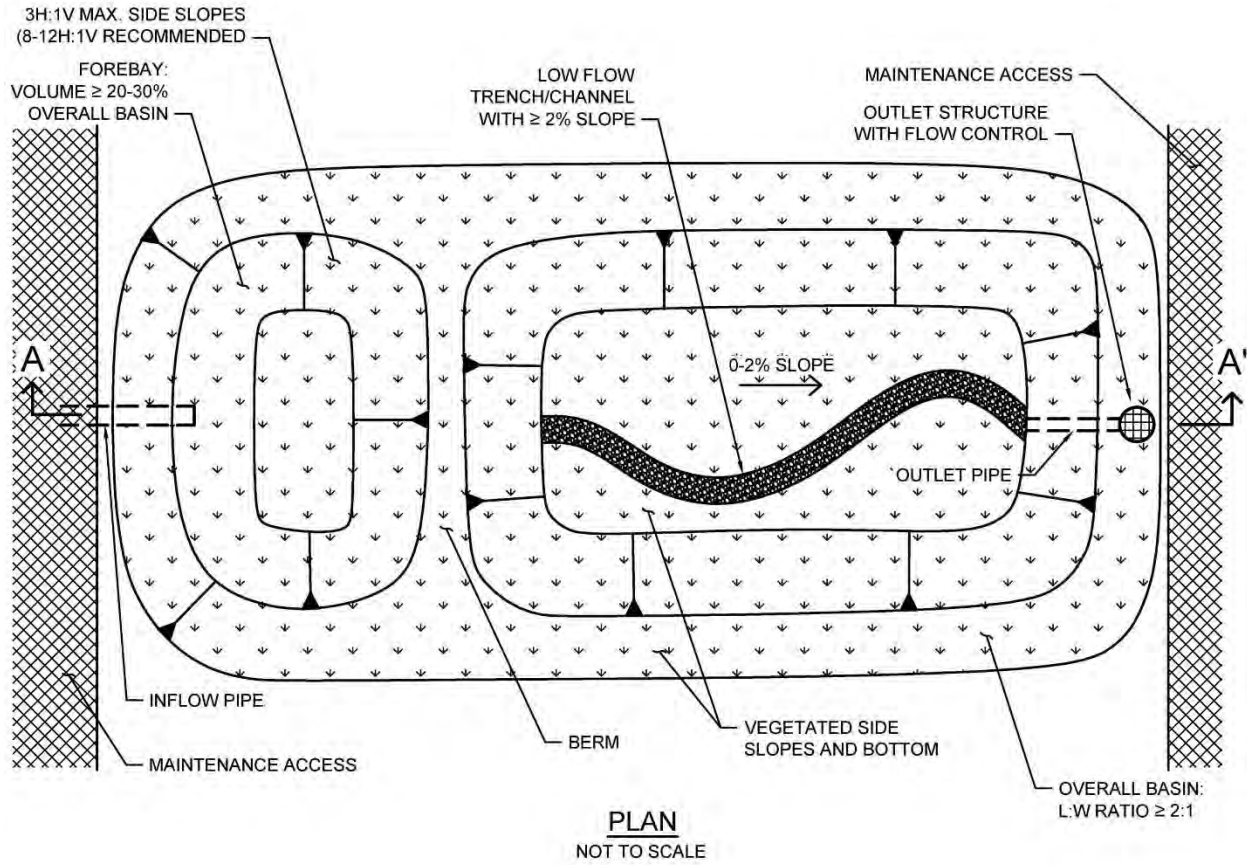 3H:1V MAX. SIDE SLOPES
(8-12H:1V RECOMMENDED
FOREBAY:
VOLUME ≥ 20-30%
OVERALL BASIN
LOW FLOW
TRENCH/CHANNEL
WITH ≥ 2% SLOPE
MAINTENANCE ACCESS
OUTLET STRUCTURE
WITH FLOW CONTROL
A
0-2% SLOPE
A'
OUTLET PIPE
INFLOW PIPE
MAINTENANCE ACCESS
BERM
VEGETATED SIDE
SLOPES AND BOTTOM
OVERALL BASIN:
L:W RATIO ≥ 2:1
PLAN
NOT TO SCALE